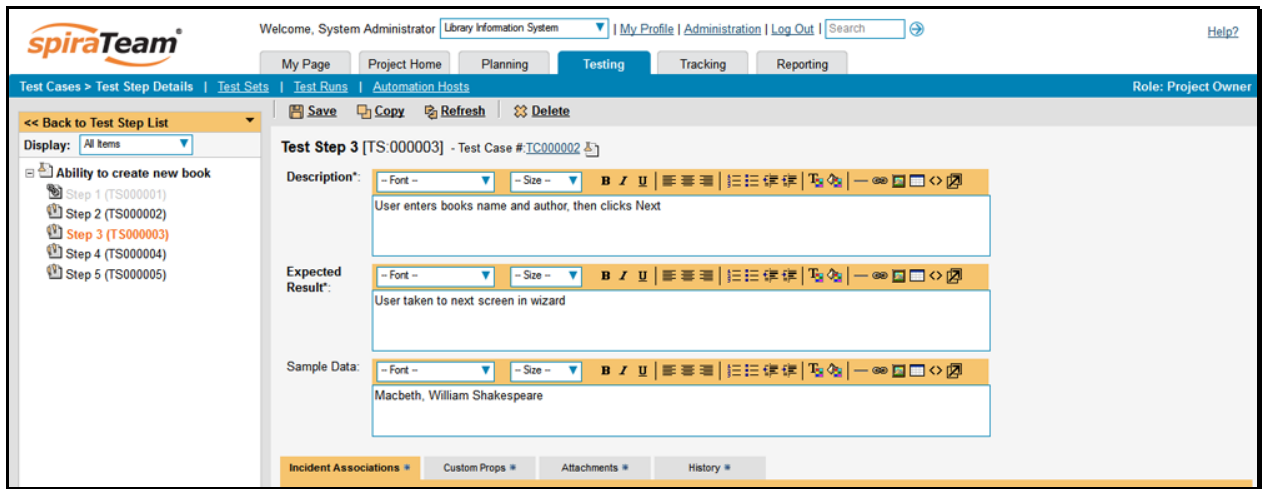 spiraTeam®
Welcome, System Administrator Library Information System | My Profile | Administration | Log Out | Search
Help?
My Page Project Home Planning Testing Tracking Reporting
Test Cases > Test Step Details | Test Sets | Test Runs | Automation Hosts Role: Project Owner
Save Copy Refresh Delete
<< Back to Test Step List
Display: All Items
Ability to create new book
Step 1 (TS000001)
Step 2 (TS000002)
Step 3 (TS000003)
Step 4 (TS000004)
Step 5 (TS000005)
Test Step 3 [TS:000003] - Test Case #:TC000002
Description*: -- Font -- -- Size -- B I U
User enters books name and author, then clicks Next
Expected Result*: -- Font -- -- Size -- B I U
User taken to next screen in wizard
Sample Data: -- Font -- -- Size -- B I U
Macbeth, William Shakespeare
Incident Associations Custom Props Attachments History